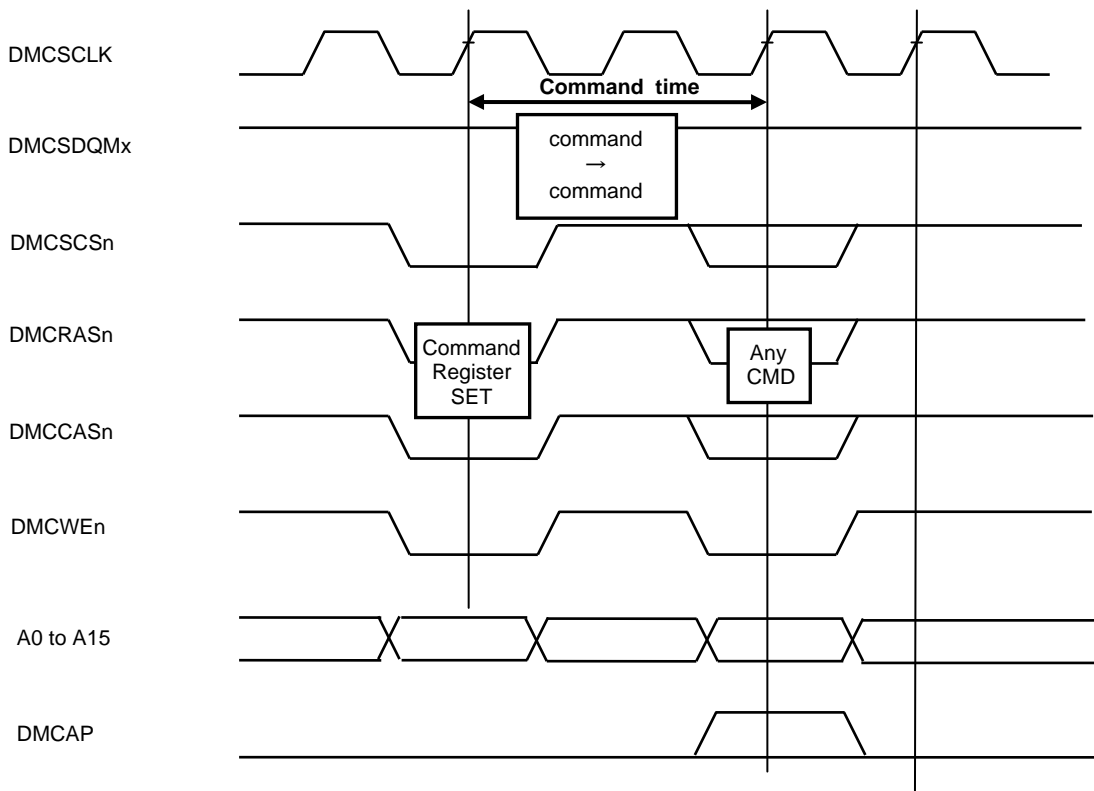 DMCSCLK
Command time
DMCSDQMx
command
→
command
DMCSCSn
DMCRASn
Command
Register
SET
Any
CMD
DMCCASn
DMCWEn
A0 to A15
DMCAP